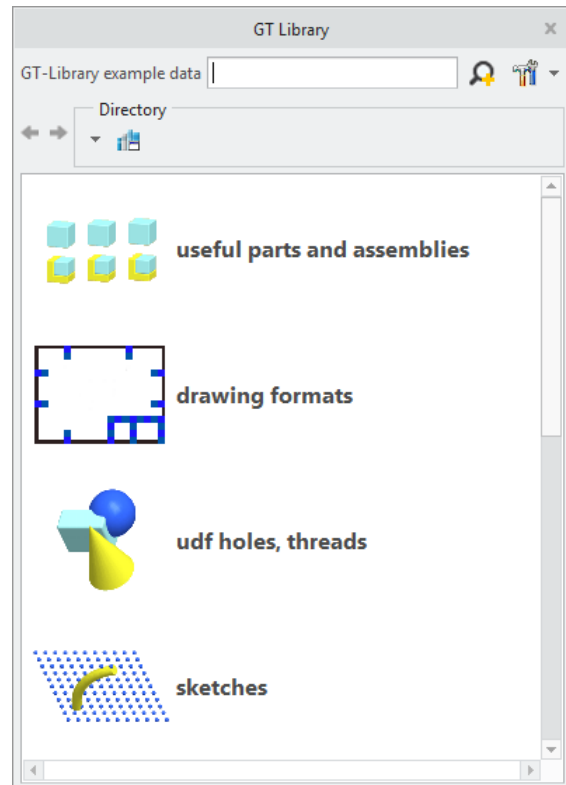 GT Library
GT-Library example data
Directory
useful parts and assemblies
drawing formats
udf holes, threads
sketches